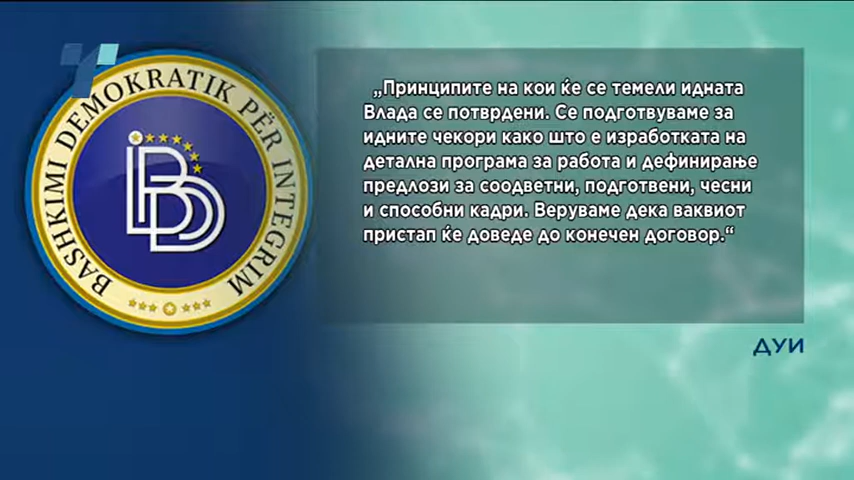 BASHKIMI DEMOKRATIK PËR INTEGRIM
BDI
„Принципите на кои ќе се темели идната
Влада се потврдени. Се подготвуваме за
идните чекори како што е изработката на
детална програма за работа и дефинирање
предлози за соодветни, подготвени, чесни
и способни кадри. Веруваме дека ваквиот
пристап ќе доведе до конечен договор.“
ДУИ